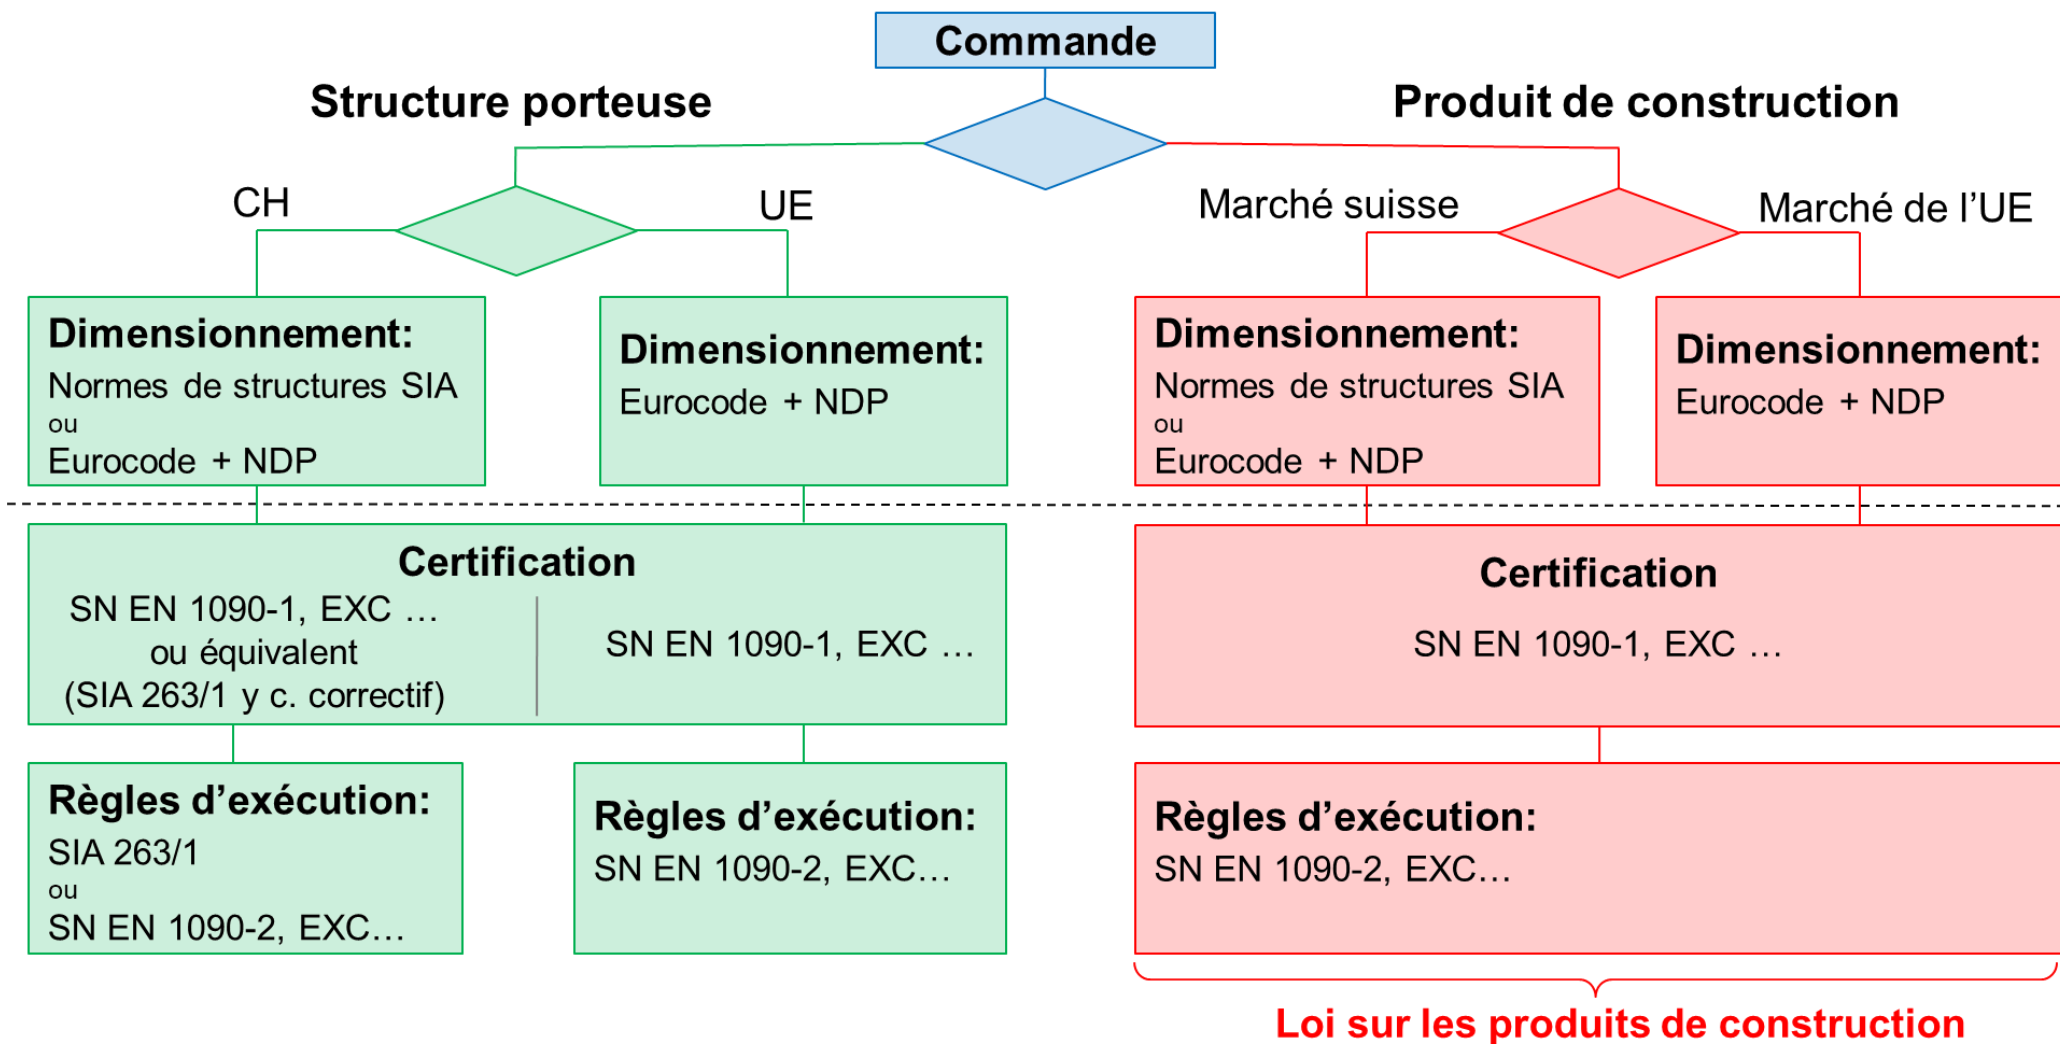 Commande
Structure porteuse
Produit de construction
CH
UE
Marché suisse
Marché de l’UE
Dimensionnement:
Normes de structures SIA
ou
Eurocode + NDP
Dimensionnement:
Eurocode + NDP
Dimensionnement:
Normes de structures SIA
ou
Eurocode + NDP
Dimensionnement:
Eurocode + NDP
Certification
SN EN 1090-1, EXC …
ou équivalent
(SIA 263/1 y c. correctif)
SN EN 1090-1, EXC …
Certification
SN EN 1090-1, EXC …
Règles d’exécution:
SIA 263/1
ou
SN EN 1090-2, EXC…
Règles d’exécution:
SN EN 1090-2, EXC…
Règles d’exécution:
SN EN 1090-2, EXC…
Loi sur les produits de construction